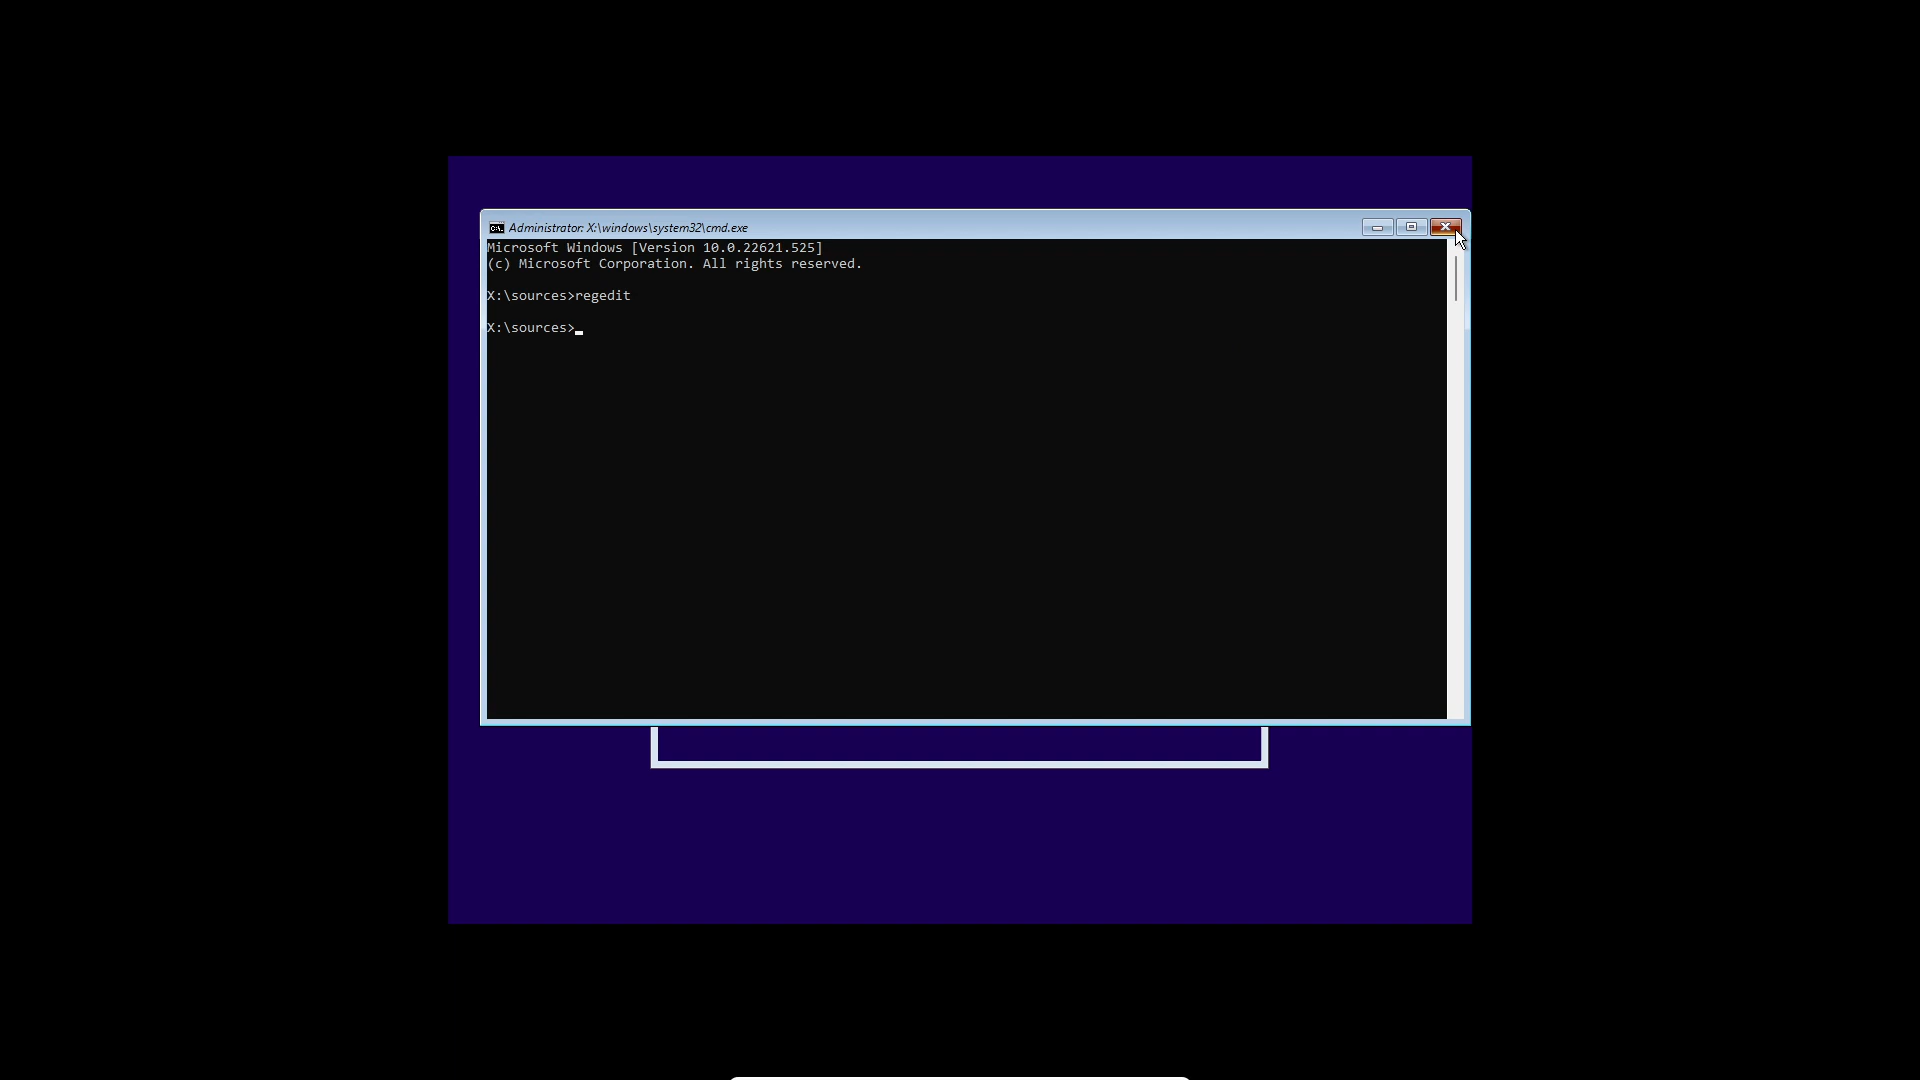 Administrator: X:\windows\system32\cmd.exe
Microsoft Windows [Version 10.0.22621.525]
(c) Microsoft Corporation. All rights reserved.
X:\sources>regedit
X:\sources>